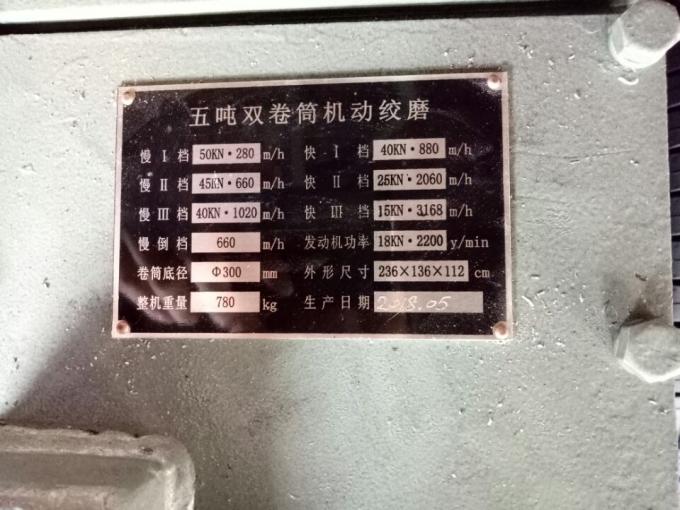 五吨双卷筒机动绞磨
慢 I 档 50KN·280 m/h 快 I 档 40KN·880 m/h
慢 II 档 45KN·660 m/h 快 II 档 25KN·2060 m/h
慢 III 档 40KN·1020 m/h 快 III 档 15KN·3168 m/h
慢 倒 档 660 m/h 发动机功率 18KN·2200 y/min
卷筒底径 Φ300 mm 外形尺寸 236×136×112 cm
整机重量 780 kg 生产日期 2018.05